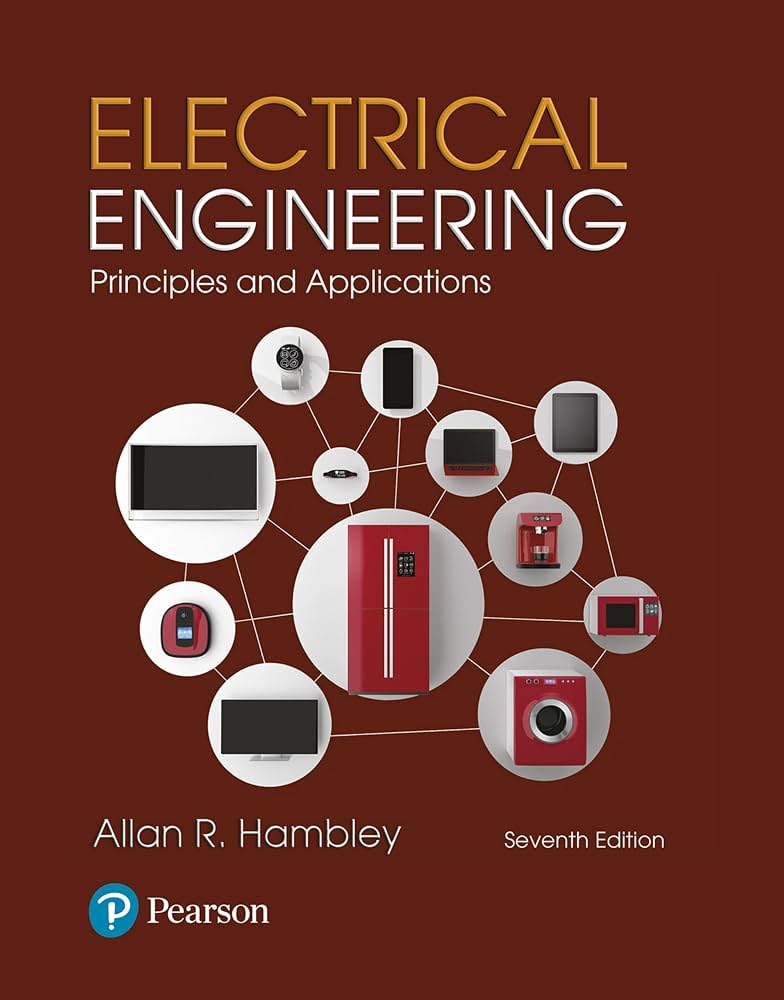 ELECTRICAL
ENGINEERING
Principles and Applications
Allan R. Hambley
Seventh Edition
Pearson